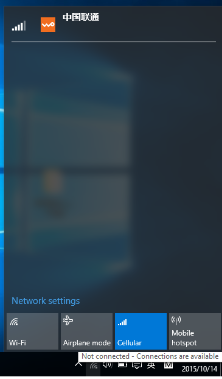 中国联通
Network settings
Wi-Fi
Airplane mode
Cellular
Mobile
hotspot
Not connected - Connections are available
英
2015/10/14